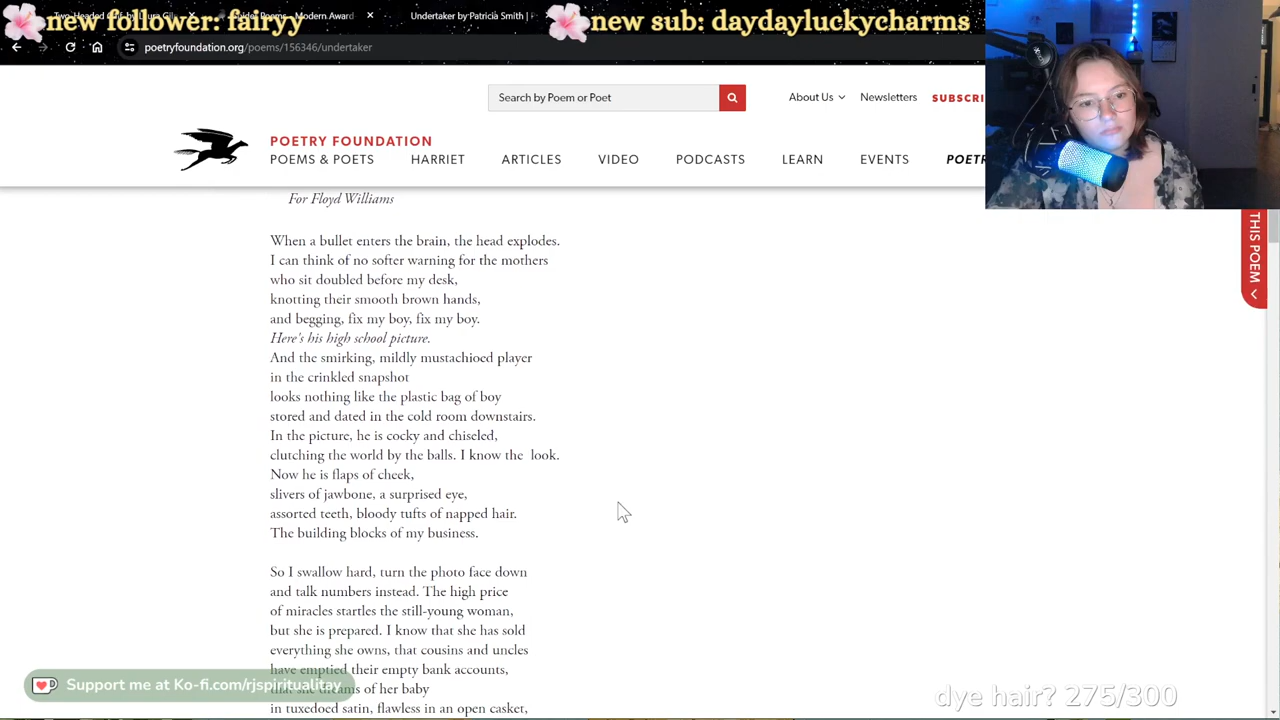 new follower: fairyy
new sub: daydayluckycharms
Undertaker by Patricia Smith |
poetryfoundation.org/poems/156346/undertaker
Search by Poem or Poet
About Us
Newsletters
SUBSCRI
POETRY FOUNDATION
POEMS & POETS
HARRIET
ARTICLES
VIDEO
PODCASTS
LEARN
EVENTS
POETR
THIS POEM
For Floyd Williams
When a bullet enters the brain, the head explodes.
I can think of no softer warning for the mothers
who sit doubled before my desk,
knotting their smooth brown hands,
and begging, fix my boy, fix my boy.
Here's his high school picture.
And the smirking, mildly mustachioed player
in the crinkled snapshot
looks nothing like the plastic bag of boy
stored and dated in the cold room downstairs.
In the picture, he is cocky and chiseled,
clutching the world by the balls. I know the look.
Now he is flaps of cheek,
slivers of jawbone, a surprised eye,
assorted teeth, bloody tufts of napped hair.
The building blocks of my business.
So I swallow hard, turn the photo face down
and talk numbers instead. The high price
of miracles startles the still-young woman,
but she is prepared. I know that she has sold
everything she owns, that cousins and uncles
have emptied their empty bank accounts,
that she dreams of her baby
in tuxedoed satin, flawless in an open casket,
Support me at Ko-fi.com/rjspiritualitay
dye hair? 275/300